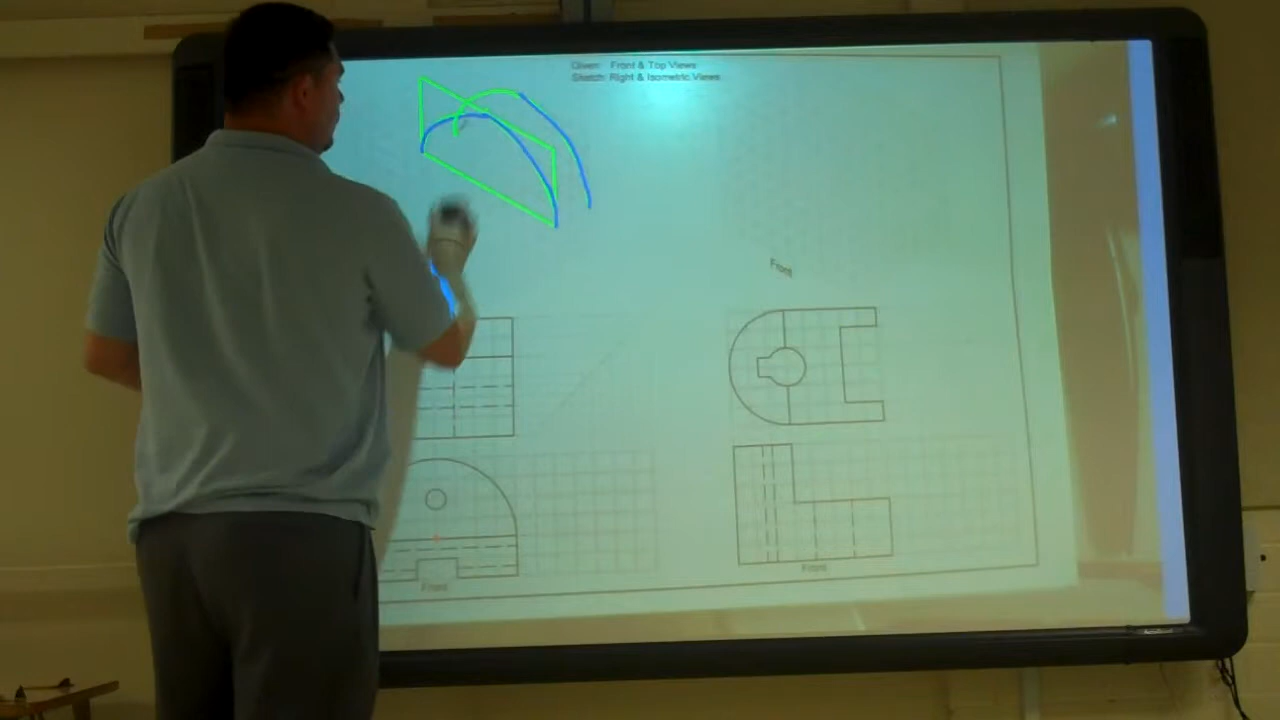 Given: Front & Top Views
Sketch: Right & Isometric Views
Front
Front
Front